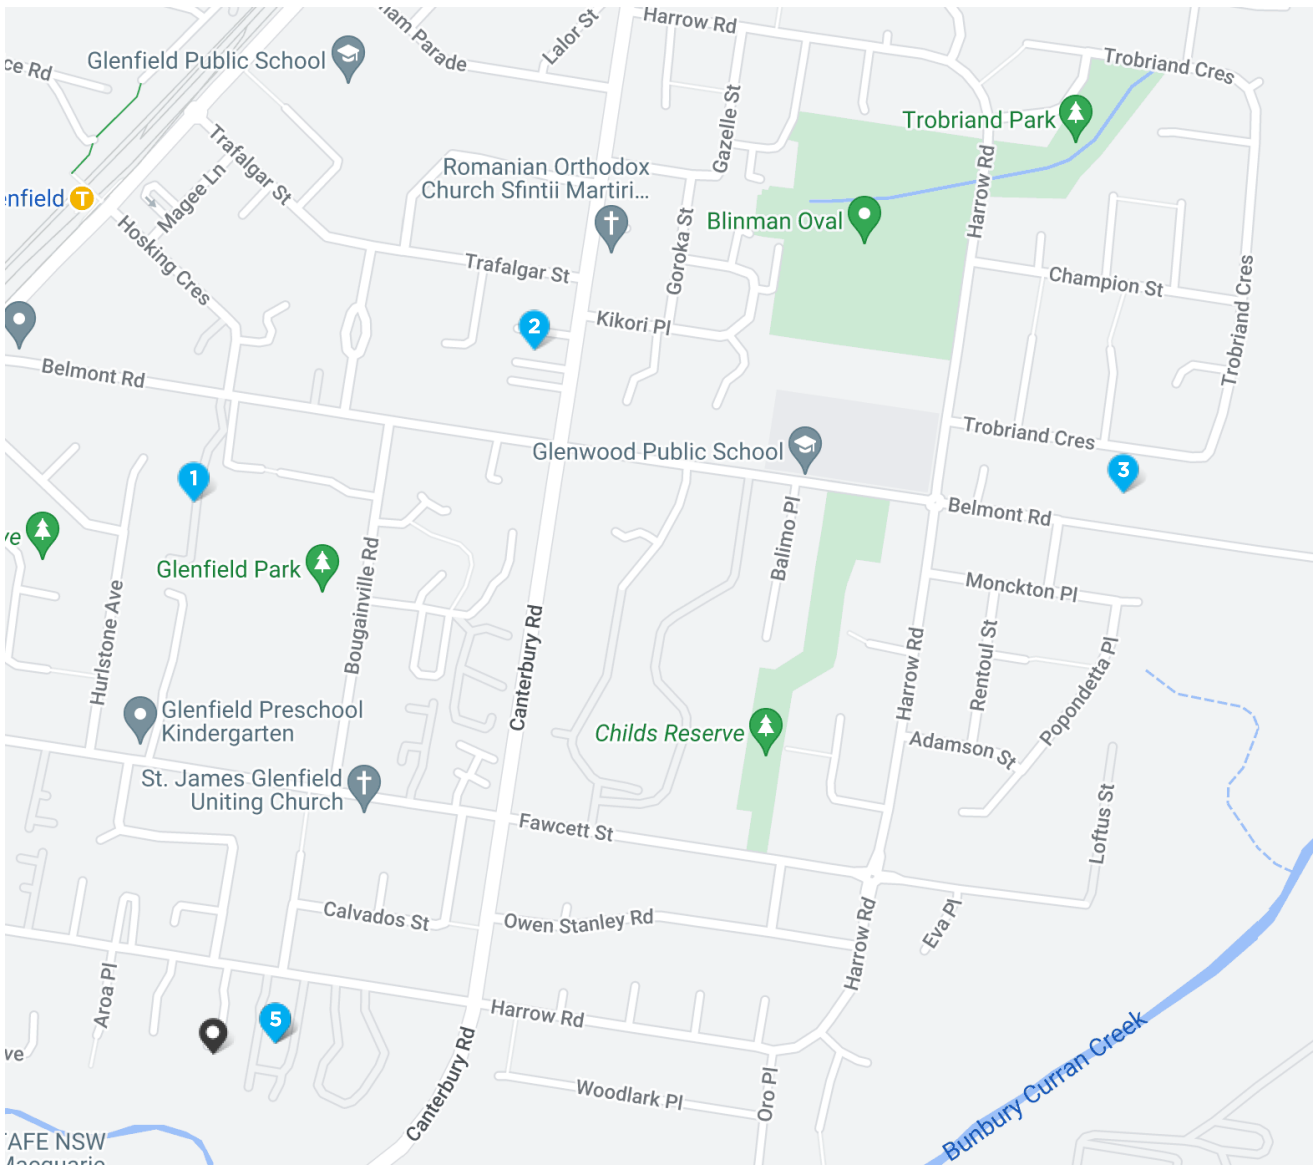 Harrow Rd
Lalor St
ham Parade
Glenfield Public School
ce Rd
Trobriand Cres
Trobriand Park
Gazelle St
Trafalgar St
Magee Ln
Romanian Orthodox
Church Sfintii Martiri...
Harrow Rd
enfield
T
Blinman Oval
Hosking Cres
Goroka St
Trafalgar St
Champion St
Trobriand Cres
2
Kikori Pl
Belmont Rd
Trobriand Cres
Glenwood Public School
1
3
Belmont Rd
ve
Glenfield Park
Balimo Pl
Monckton Pl
Hurlstone Ave
Bougainville Rd
Canterbury Rd
Harrow Rd
Rentoul St
Popondetta Pl
Glenfield Preschool
Kindergarten
Childs Reserve
Adamson St
St. James Glenfield
Uniting Church
Fawcett St
Loftus St
Calvados St
Owen Stanley Rd
Eva Pl
Harrow Rd
Aroa Pl
5
Harrow Rd
ve
Canterbury Rd
Woodlark Pl
Oro Pl
Bunbury Curran Creek
TAFE NSW
Macquarie